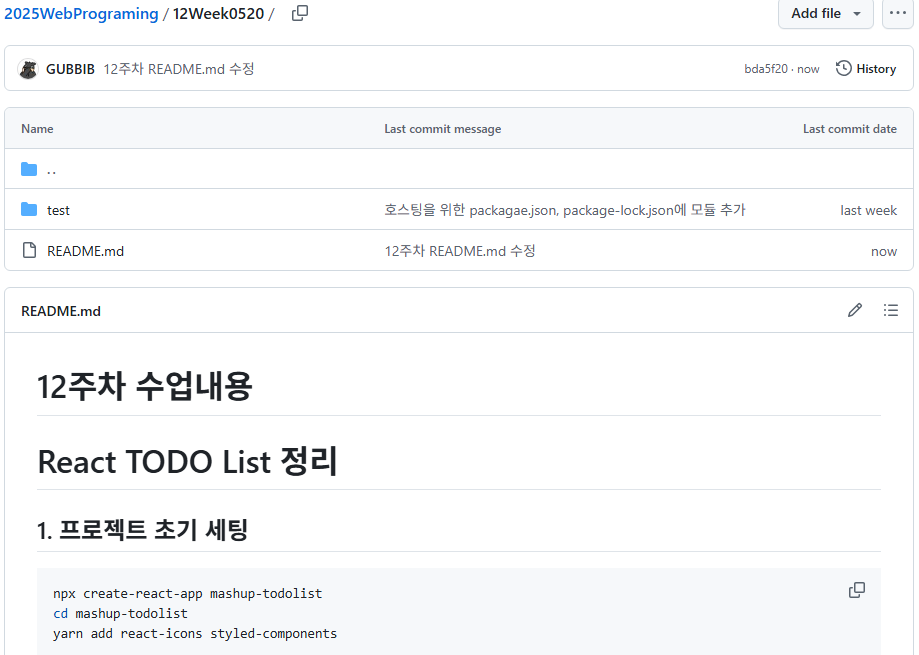 2025WebPrograming / 12Week0520 /
Add file
GUBBIB 12주차 README.md 수정
bda5f20 · now
History
Name
Last commit message
Last commit date
..
test
호스팅을 위한 packagae.json, package-lock.json에 모듈 추가
last week
README.md
12주차 README.md 수정
now
README.md
12주차 수업내용
React TODO List 정리
1. 프로젝트 초기 세팅
npx create-react-app mashup-todolist
cd mashup-todolist
yarn add react-icons styled-components